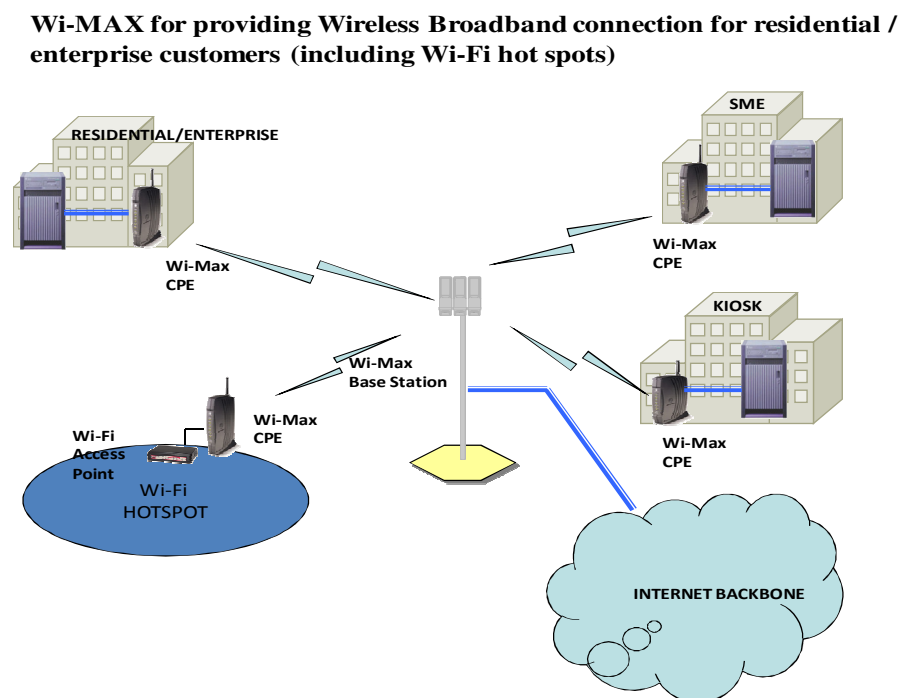 Wi-MAX for providing Wireless Broadband connection for residential /
enterprise customers (including Wi-Fi hot spots)
RESIDENTIAL/ENTERPRISE
Wi-Max
CPE
SME
Wi-Max
CPE
KIOSK
Wi-Max
CPE
Wi-Max
Base Station
Wi-Max
CPE
Wi-Fi
Access
Point
Wi-Fi
HOTSPOT
INTERNET BACKBONE